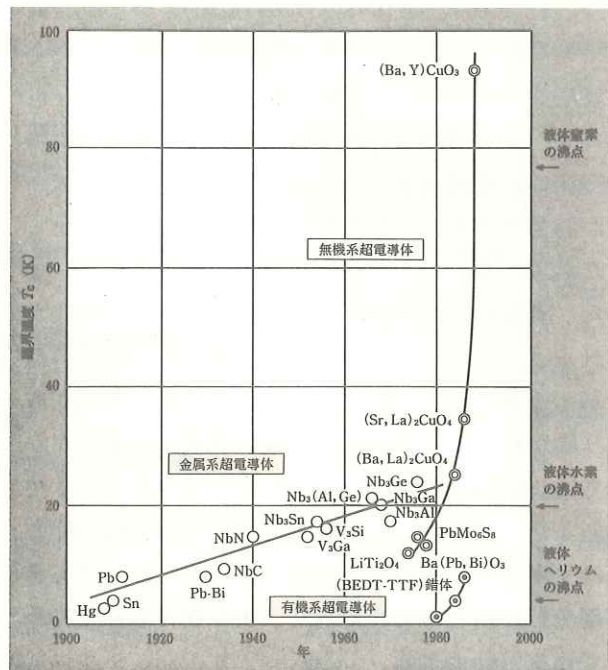 100
80
60
40
20
0
臨界温度 Tc (K)
1900
1920
1940
1960
1980
2000
年
(Ba, Y)CuO₃
液体窒素
の沸点
無機系超電導体
(Sr, La)₂CuO₄
(Ba, La)₂CuO₄
金属系超電導体
Nb₃Ge
Nb₃(Al, Ge)
Nb₃Ga
液体水素
の沸点
Nb₃Sn
Nb₃Al
NbN
V₃Si
V₃Ga
PbMo₆S₈
LiTi₂O₄
Ba(Pb, Bi)O₃
液体
ヘリウム
の沸点
Pb
NbC
Pb-Bi
(BEDT-TTF)錯体
Hg
Sn
有機系超電導体